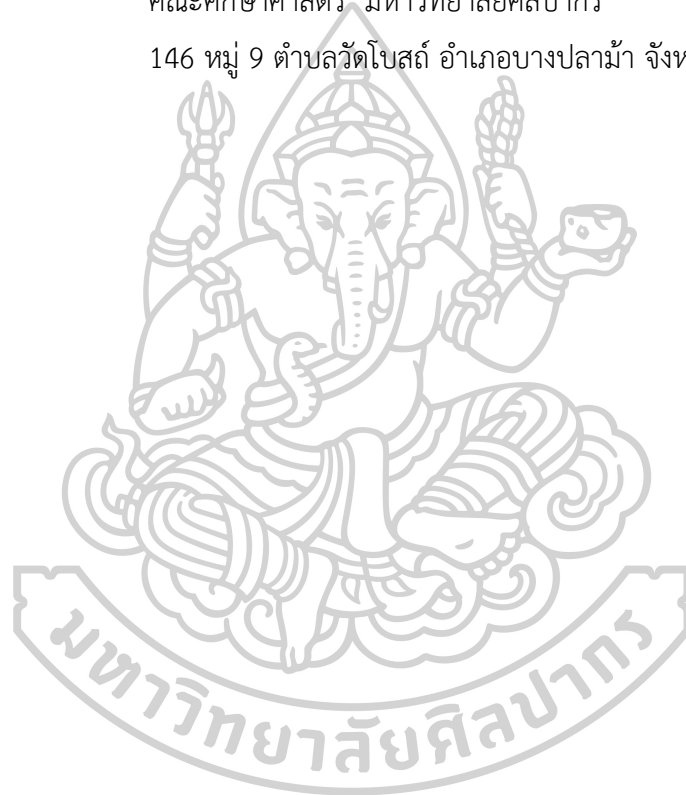 คณะศึกษาศาสตร์ มหาวิทยาลัยศิลปากร
146 หมู่ 9 ตำบลวัดโบสถ์ อำเภอบางปลาม้า
มหาวิทยาลัยศิลปากร